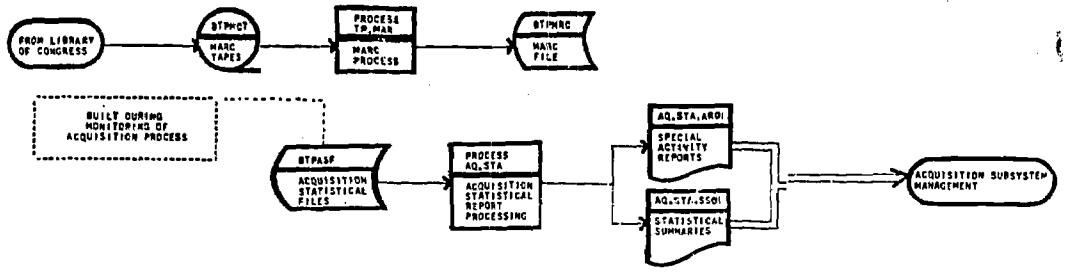 FROM LIBRARY
OF CONGRESS
BTPMCT
MARC
TAPES
PROCESS
TP.MAR
MARC
PROCESS
BTPMRC
MARC
FILE
BUILT DURING
MONITORING OF
ACQUISITION PROCESS
BTPASF
ACQUISITION
STATISTICAL
FILES
PROCESS
AQ.STA
ACQUISITION
STATISTICAL
REPORT
PROCESSING
AQ.STA.AR01
SPECIAL
ACTIVITY
REPORTS
AQ.STA.SS01
STATISTICAL
SUMMARIES
ACQUISITION SUBSYSTEM
MANAGEMENT